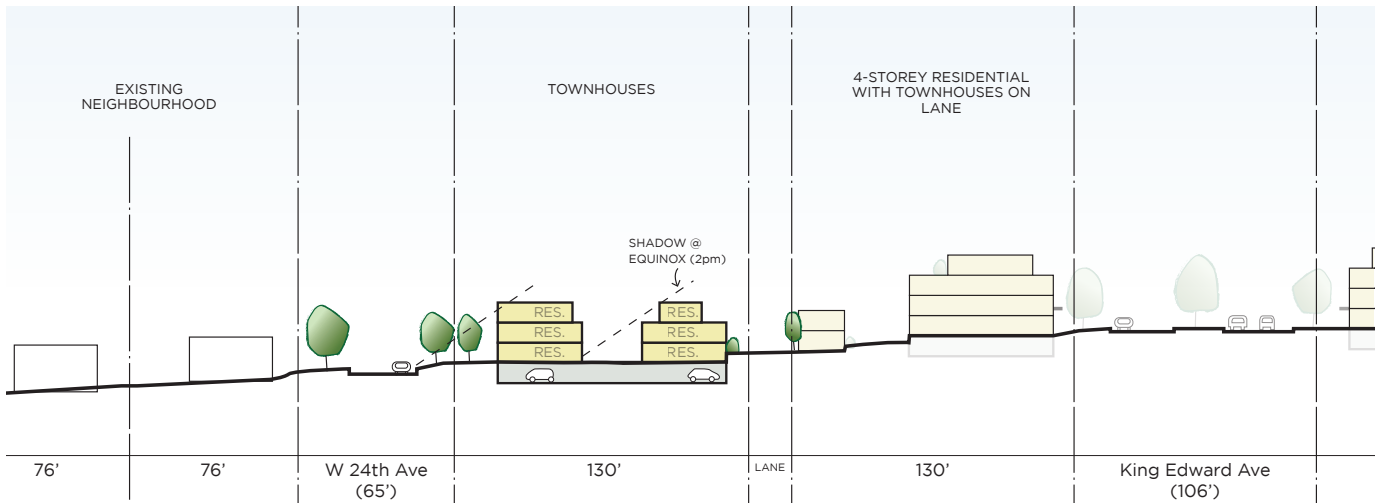 EXISTING
NEIGHBOURHOOD
TOWNHOUSES
4-STOREY RESIDENTIAL
WITH TOWNHOUSES ON
LANE
SHADOW @
EQUINOX (2pm)
RES.
RES.
RES.
RES.
RES.
RES.
76’
76’
W 24th Ave
(65’)
130’
LANE
130’
King Edward Ave
(106’)